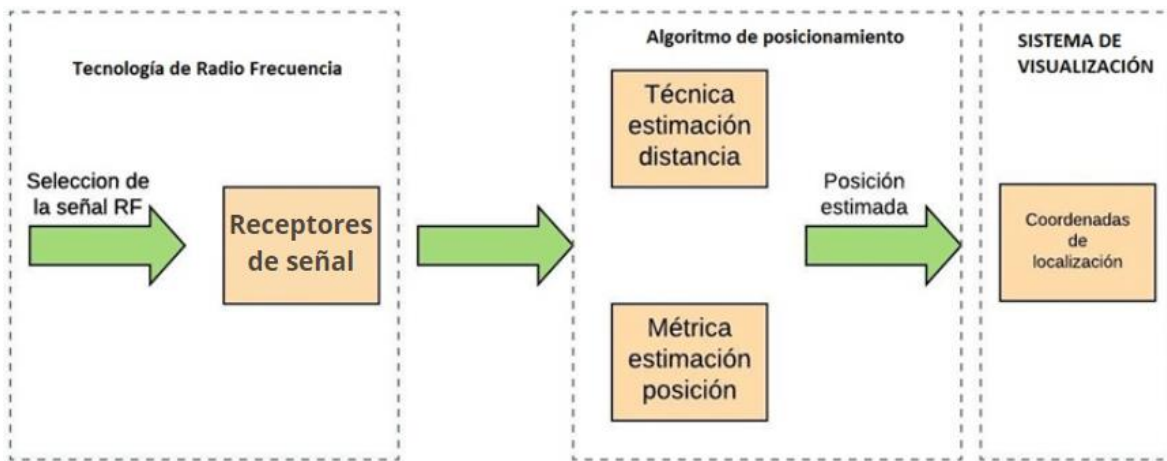 Tecnología de Radio Frecuencia
Seleccion de
la señal RF
Receptores
de señal
Algoritmo de posicionamiento
Técnica
estimación
distancia
Métrica
estimación
posición
Posición
estimada
SISTEMA DE
VISUALIZACIÓN
Coordenadas
de
localización